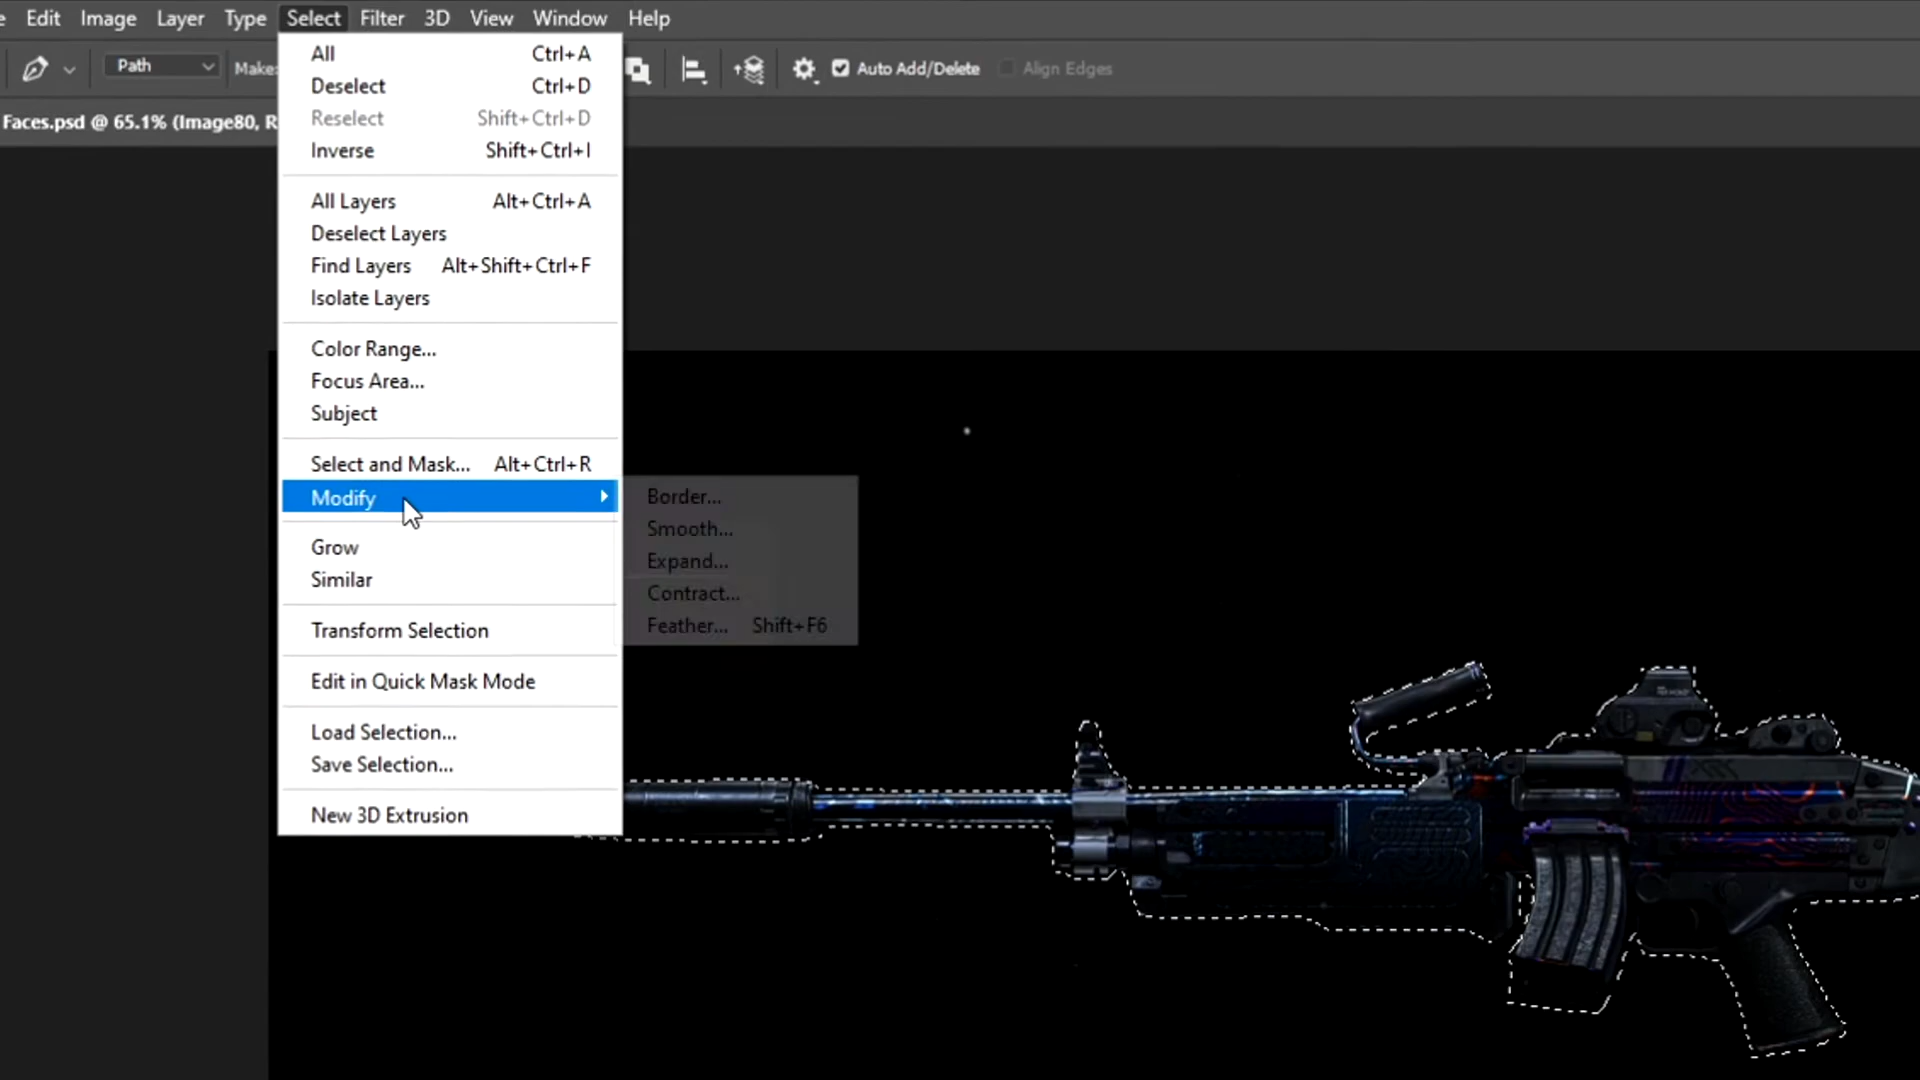 Edit Image Layer Type Select Filter 3D View Window Help
Path Make: Auto Add/Delete Align Edges
Faces.psd @ 65.1% (Image80, R
All Ctrl+A
Deselect Ctrl+D
Reselect Shift+Ctrl+D
Inverse Shift+Ctrl+I
All Layers Alt+Ctrl+A
Deselect Layers
Find Layers Alt+Shift+Ctrl+F
Isolate Layers
Color Range...
Focus Area...
Subject
Select and Mask... Alt+Ctrl+R
Modify
Border...
Smooth...
Expand...
Contract...
Feather... Shift+F6
Grow
Similar
Transform Selection
Edit in Quick Mask Mode
Load Selection...
Save Selection...
New 3D Extrusion